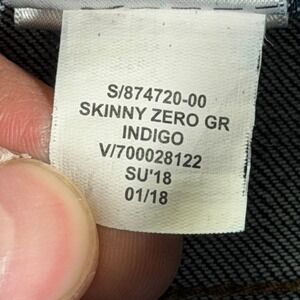 S/874720-00
SKINNY ZERO GR
INDIGO
V/700028122
SU'18
01/18